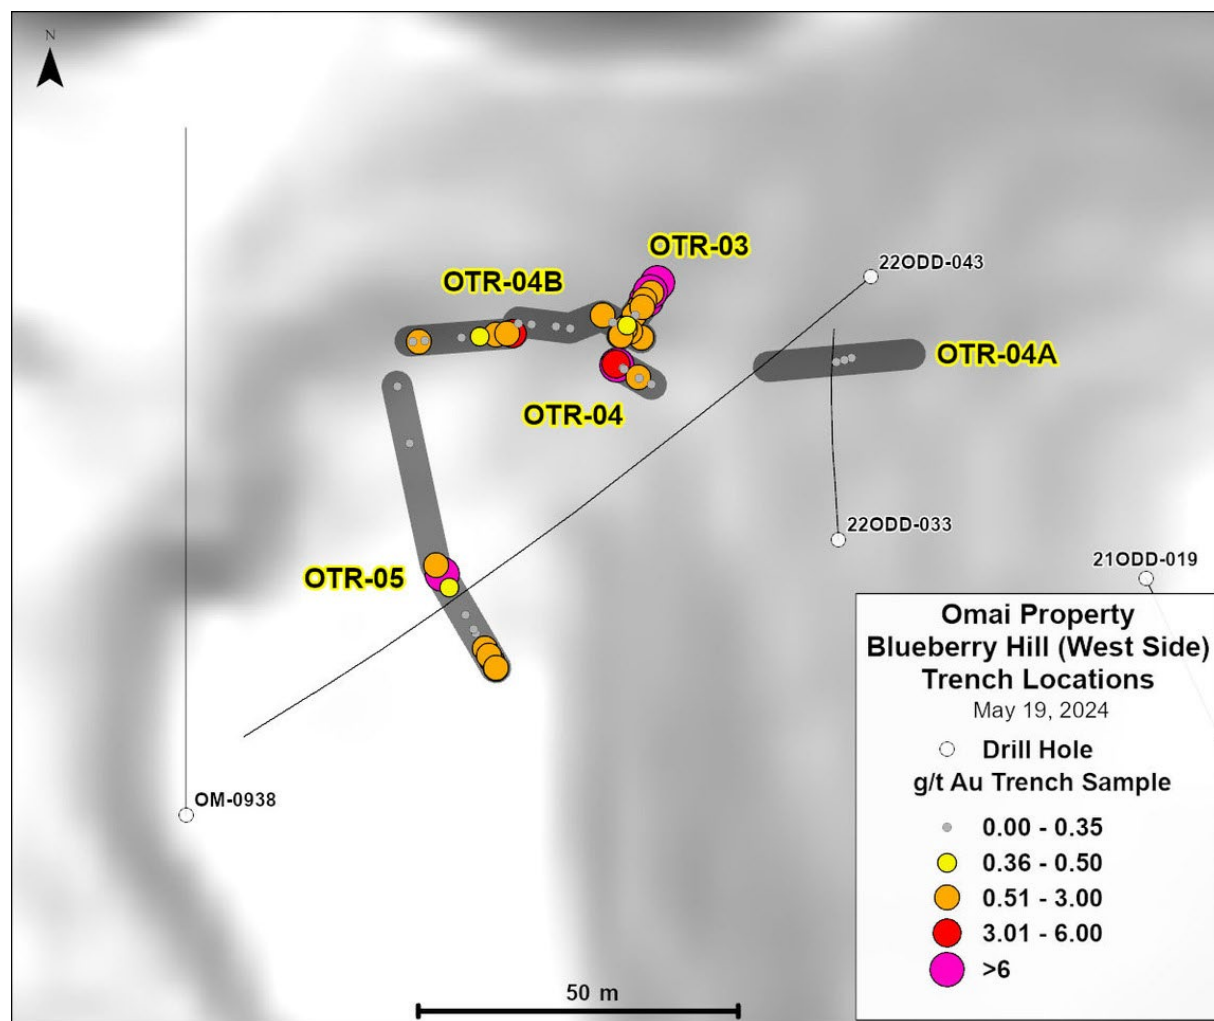 N
OTR-03
22ODD-043
OTR-04B
OTR-04A
OTR-04
22ODD-033
21ODD-019
OTR-05
OM-0938
Omai Property
Blueberry Hill (West Side)
Trench Locations
May 19, 2024
Drill Hole
g/t Au Trench Sample
0.00 - 0.35
0.36 - 0.50
0.51 - 3.00
3.01 - 6.00
>6
50 m